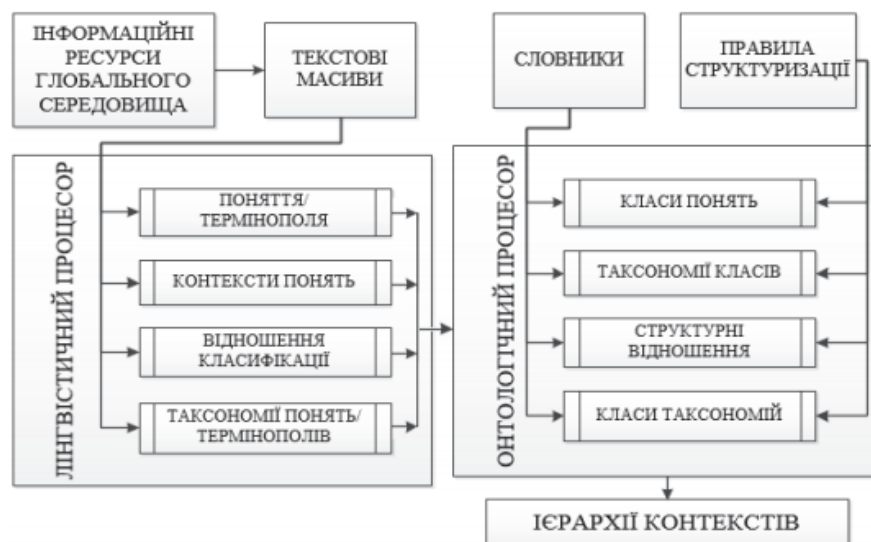 ІНФОРМАЦІЙНІ
РЕСУРСИ
ГЛОБАЛЬНОГО
СЕРЕДОВИЩА
ТЕКСТОВІ
МАСИВИ
СЛОВНИКИ
ПРАВИЛА
СТРУКТУРИЗАЦІЇ
ЛІНГВІСТИЧНИЙ ПРОЦЕСОР
ПОНЯТТЯ/
ТЕРМІНОПОЛЯ
КОНТЕКСТИ ПОНЯТЬ
ВІДНОШЕННЯ
КЛАСИФІКАЦІЇ
ТАКСОНОМІЇ ПОНЯТЬ/
ТЕРМІНОПОЛІВ
ОНТОЛОГІЧНИЙ ПРОЦЕСОР
КЛАСИ ПОНЯТЬ
ТАКСОНОМІЇ КЛАСІВ
СТРУКТУРНІ
ВІДНОШЕННЯ
КЛАСИ ТАКСОНОМІЙ
ІЄРАРХІЇ КОНТЕКСТІВ